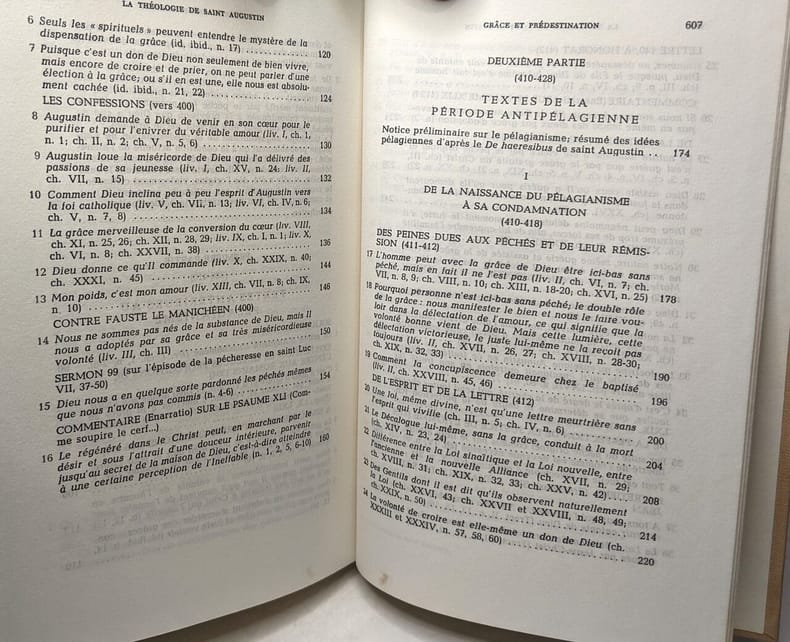 LA THÉOLOGIE DE SAINT AUGUSTIN
6 Seuls les « spirituels » peuvent entendre le mystère de la
dispensation de la grâce (id. ibid., n. 17) 120
7 Puisque c'est un don de Dieu non seulement de bien vivre,
mais encore de croire et de prier, on ne peut parler d'une
élection à la grâce; ou s'il en est une, elle nous est absolu-
ment cachée (id. ibid., n. 21, 22) 124
LES CONFESSIONS (vers 400)
8 Augustin demande à Dieu de venir en son cœur pour le
purifier et pour l'enivrer du véritable amour (liv. I, ch. 1,
n. 1; ch. II, n. 2; ch. V, n. 5, 6) 130
9 Augustin loue la miséricorde de Dieu qui l'a délivré des
passions de sa jeunesse (liv. I, ch. XV, n. 24; liv. II,
ch. VII, n. 15) 132
10 Comment Dieu inclina peu à peu l'esprit d'Augustin vers
la loi catholique (liv. V, ch. VII, n. 13; liv. VI, ch. IV, n. 6;
ch. V, n. 7, 8) 134
11 La grâce merveilleuse de la conversion du cœur (liv. VIII,
ch. XI, n. 25, 26; ch. XII, n. 28, 29; liv. IX, ch. I, n. 1; liv. X,
ch. VI, n. 8; ch. XXVII, n. 38) 136
12 Dieu donne ce qu'il commande (liv. X, ch. XXIX, n. 40;
ch. XXXI, n. 45) 144
13 Mon poids, c'est mon amour (liv. XIII, ch. VII, n. 8; ch. IX,
n. 10) 146
CONTRE FAUSTE LE MANICHÉEN (400)
14 Nous ne sommes pas nés de la substance de Dieu, mais Il
nous a adoptés par sa grâce et sa très miséricordieuse
volonté (liv. III, ch. III) 150
SERMON 99 (sur l'épisode de la pécheresse en saint Luc
VII, 37-50)
15 Dieu nous a en quelque sorte pardonné les péchés mêmes
que nous n'avons pas commis (n. 4-6) 154
COMMENTAIRE (Enarratio) SUR LE PSAUME XLI (Com-
me soupire le cerf...)
16 Le régénéré dans le Christ peut, en marchant par le
désir et sous l'attrait d'une douceur intérieure, parvenir
jusqu'au secret de la maison de Dieu, c'est-à-dire atteindre
à une certaine perception de l'Ineffable (n. 1, 2, 5, 6-10) 160
GRÂCE ET PRÉDESTINATION 607
DEUXIÈME PARTIE
(410-428)
TEXTES DE LA
PÉRIODE ANTIPÉLAGIENNE
Notice préliminaire sur le pélagianisme; résumé des idées
pélagiennes d'après le De haeresibus de saint Augustin .. 174
I
DE LA NAISSANCE DU PÉLAGIANISME
À SA CONDAMNATION
(410-418)
DES PEINES DUES AUX PÉCHÉS ET DE LEUR RÉMIS-
SION (411-412)
17 L'homme peut avec la grâce de Dieu être ici-bas sans
péché, mais en fait il ne l'est pas (liv. II, ch. VI, n. 7; ch.
VII, n. 8, 9; ch. VIII, n. 10; ch. XIII, n. 18-20; ch. XVI, n. 25) 178
18 Pourquoi personne n'est ici-bas sans péché; le double rôle
de la grâce : nous manifester le bien et nous le faire vou-
loir dans la délectation de l'amour, ce qui signifie que la
volonté bonne vient de Dieu. Mais cette lumière, cette
délection victorieuse, le juste lui-même ne la reçoit pas
toujours (liv. II, ch. XVII, n. 26, 27; ch. XVIII, n. 28-30;
ch. XIX, n. 32, 33) 190
19 Comment la concupiscence demeure chez le baptisé
(liv. II, ch. XXVIII, n. 45, 46) 196
DE L'ESPRIT ET DE LA LETTRE (412)
20 Une loi, même divine, n'est qu'une lettre meurtrière sans
l'esprit qui vivifie (ch. III, n. 5; ch. IV, n. 6) 200
21 Le Décalogue lui-même, sans la grâce, conduit à la mort
(ch. XIV, n. 23, 24) 204
22 Différence entre la Loi sinaïtique et la Loi nouvelle, entre
l'ancienne et la nouvelle Alliance (ch. XVII, n. 29;
ch. XVIII, n. 31; ch. XIX, n. 32, 33; ch. XXV, n. 42) 208
23 Des Gentils dont il est dit qu'ils observent naturellement
la Loi (ch. XXVI, 43; ch. XXVII et XXVIII, n. 48, 49;
ch. XXIX, n. 50) 214
24 La volonté de croire est elle-même un don de Dieu (ch.
XXXIII et XXXIV, n. 57, 58, 60) 220